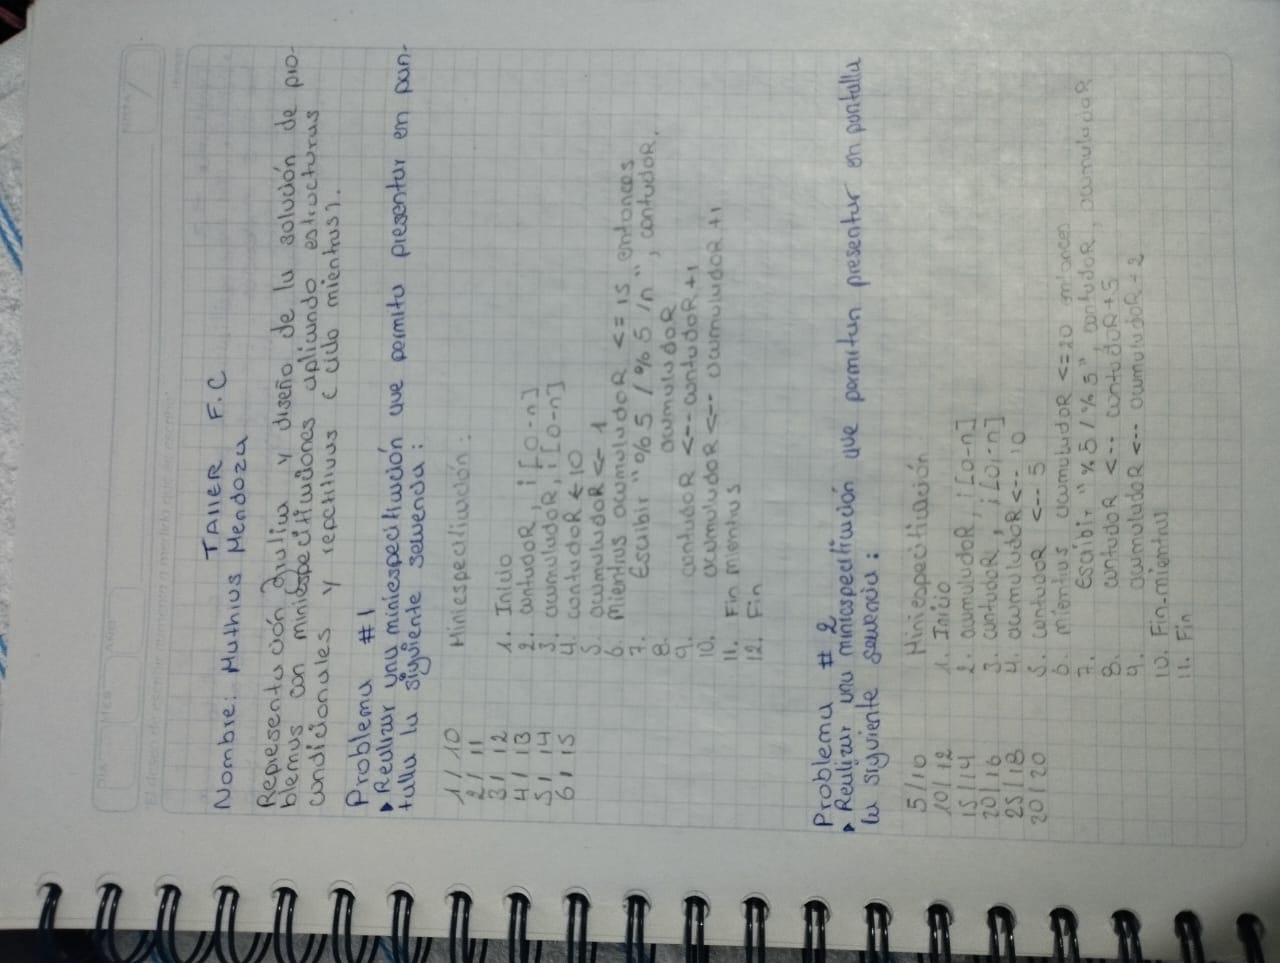 TAllER F.C
Nombre: Mathias Mendoza
Representación gráfica y diseño de la solución de pro-
blemas con miniespecificaciones aplicando estructuras
condicionales y repetitivas (ciclo mientras).
Problema #1
▸ Realizar una miniespecificación que permita presentar en pan-
talla la siguiente secuencia:
1 / 10
2 / 11
3 / 12
4 / 13
5 / 14
6 / 15
Miniespecificación:
1. Inicio
2. contadoR, i [0-n]
3. acumuladoR, i [0-n]
4. contadoR ← 10
5. acumuladoR <- 1
6. Mientras acumuladoR <= 15 entonces
7. Escribir "%5 / %5 /n", contadoR,
8. acumuladoR
9. contadoR <-- contadoR +1
10. acumuladoR <-- acumuladoR +1
11. Fin mientras
12. Fin
Problema # 2
▸ Realizar una miniespecificación que permitan presentar en pantalla
la siguiente secuencia:
5 / 10
10 / 12
15 / 14
20 / 16
25 / 18
20 / 20
Miniespecificación
1. Inicio
2. acumuladoR, i [0-n]
3. contadoR, i [0,-n]
4. acumuladoR <-- 10
5. contadoR <-- 5
6. mientras acumuladoR <= 20 entonces
7. Escribir "%5 / %5", contadoR, acumuladoR
8. contadoR <-- contadoR+5
9. acumuladoR <-- acumuladoR+2
10. Fin-mientras
11. Fin